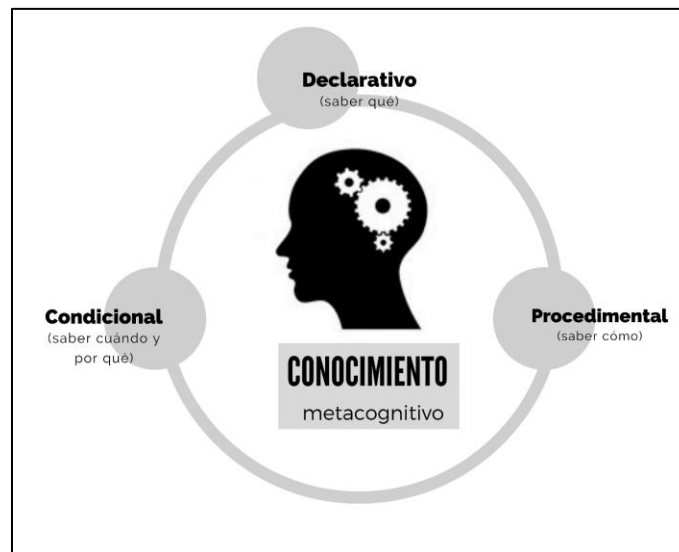 Declarativo
(saber qué)
Condicional
(saber cuándo y
por qué)
Procedimental
(saber cómo)
CONOCIMIENTO
metacognitivo